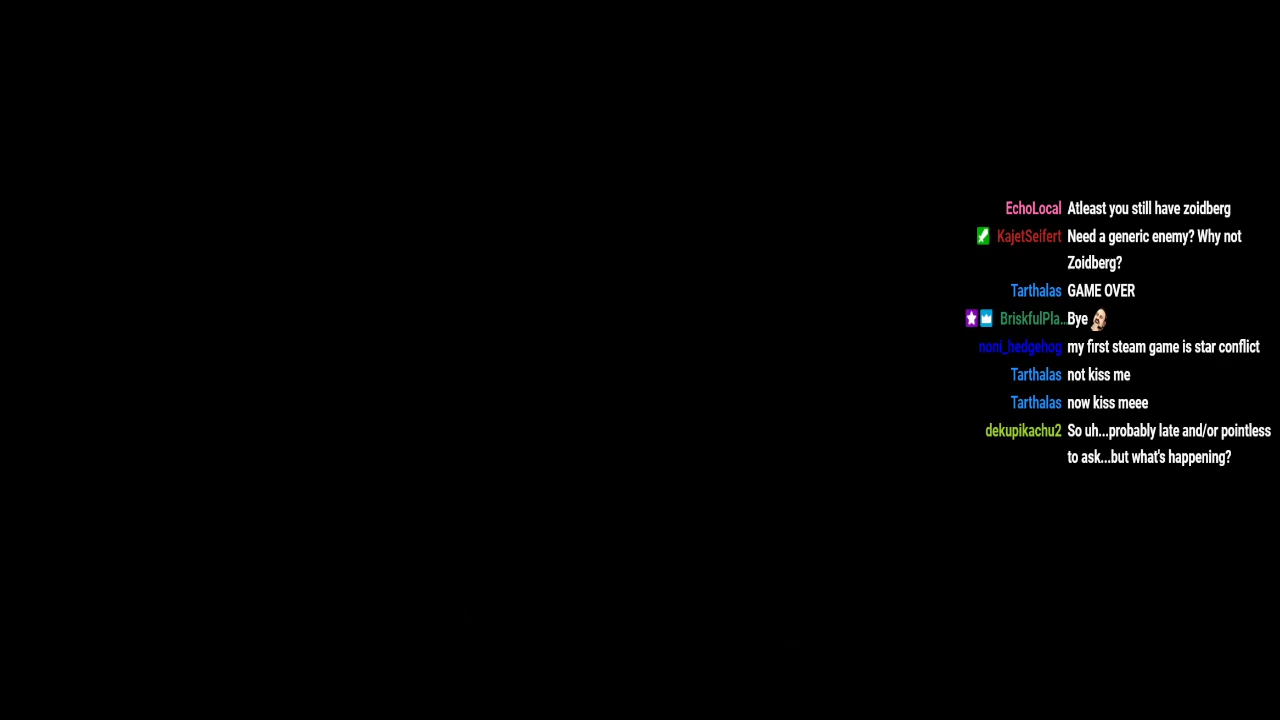 EchoLocal Atleast you still have zoidberg
KajetSeifert Need a generic enemy? Why not
Zoidberg?
Tarthalas GAME OVER
BriskfulPla... Bye
noni_hedgehog my first steam game is star conflict
Tarthalas not kiss me
Tarthalas now kiss meee
dekupikachu2 So uh...probably late and/or pointless
to ask...but what's happening?